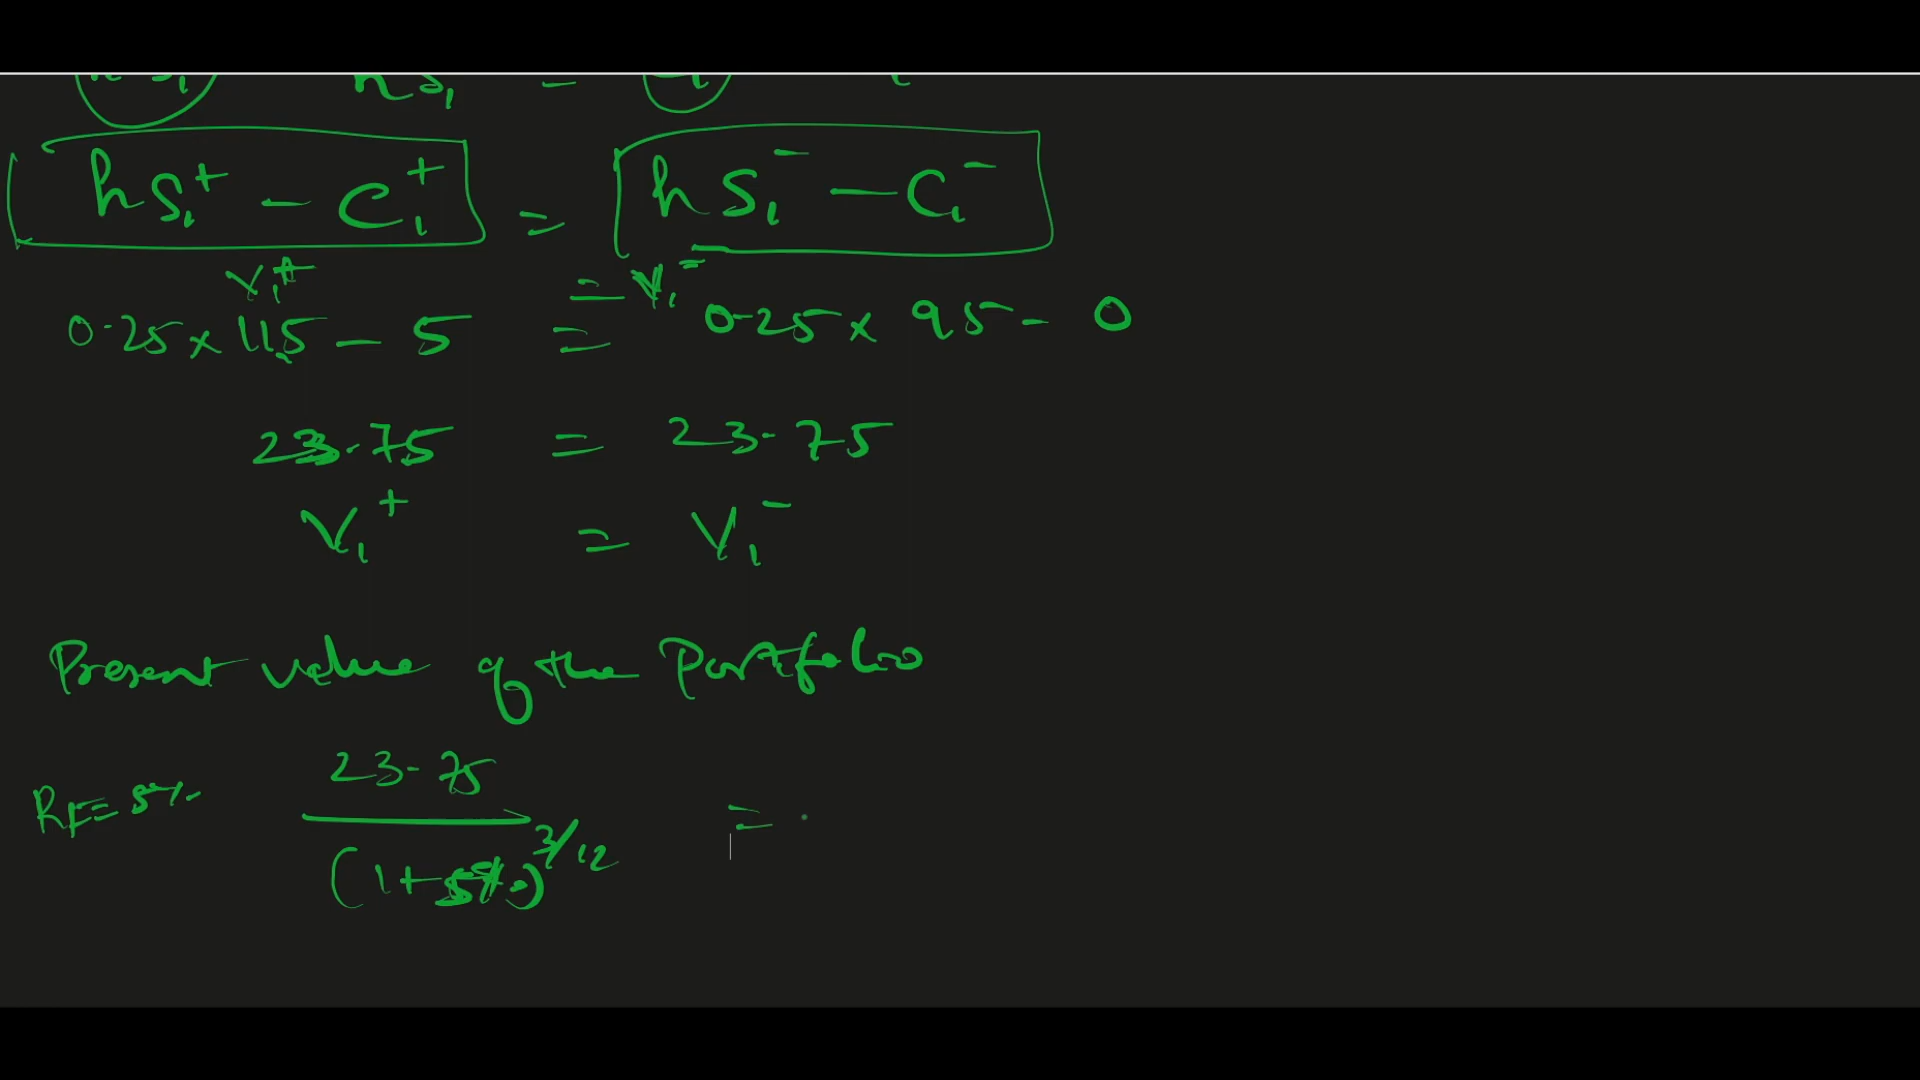 hS₁⁺ - C₁⁺ = hS₁⁻ - C₁⁻
V₁⁺ = V₁⁻
0.25 x 115 - 5 = 0.25 x 95 - 0
23.75 = 23.75
V₁⁺ = V₁⁻
Present value of the Portfolio
RF = 5% 23.75 =
(1+5%)^3/12